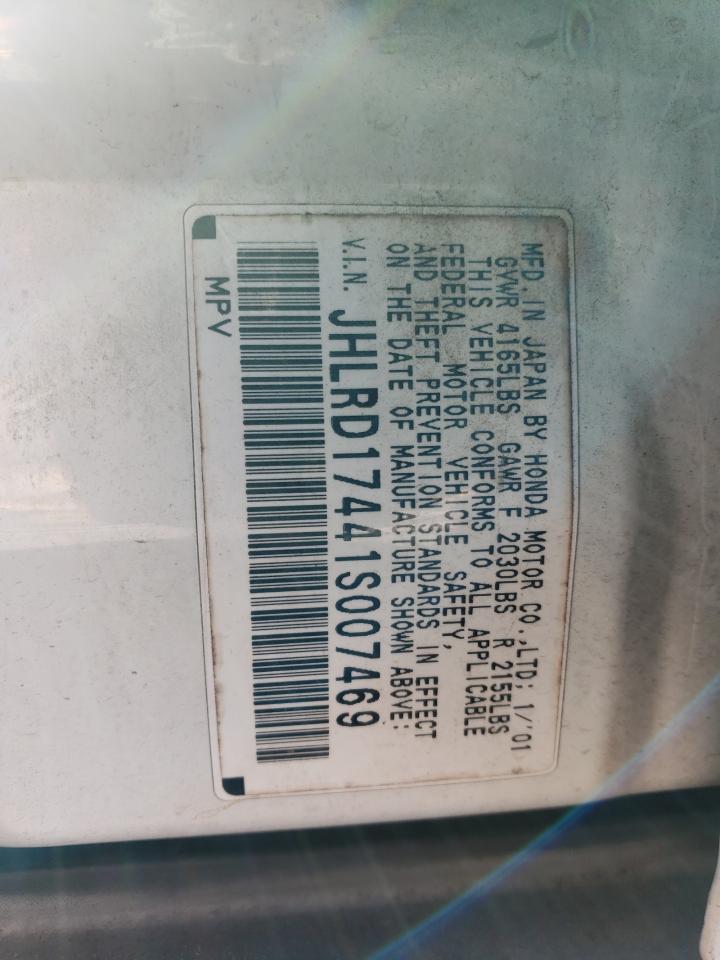 MFD. IN JAPAN BY HONDA MOTOR CO., LTD; 1/'01
GVWR 4165LBS GAWR F 2030LBS R 2155LBS
THIS VEHICLE CONFORMS TO ALL APPLICABLE
FEDERAL MOTOR VEHICLE SAFETY,
AND THEFT PREVENTION STANDARDS IN EFFECT
ON THE DATE OF MANUFACTURE SHOWN ABOVE:
V.I.N. JHLRD17441S007469
MPV